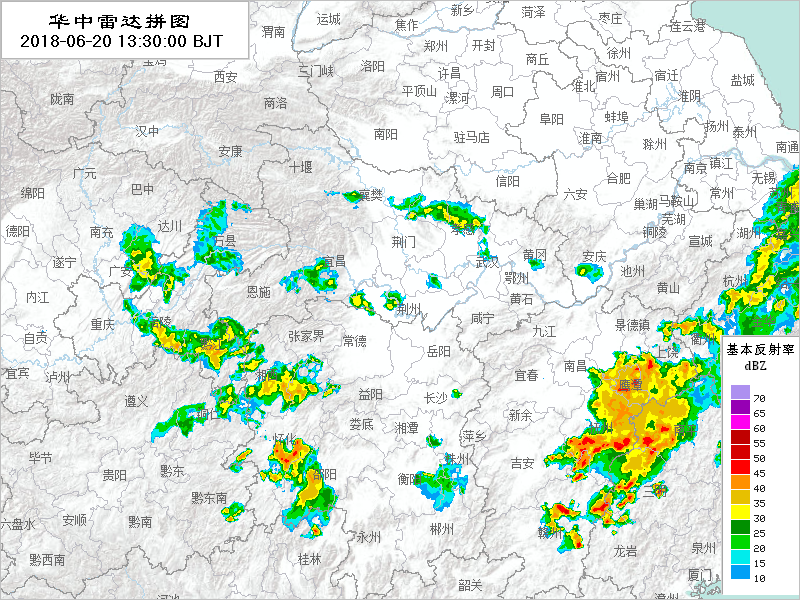 华中雷达拼图
2018-06-20 13:30:00 BJT
运城
焦作
新乡
菏泽
枣庄
连云港
渭南
郑州
开封
商丘
徐州
宝鸡
西安
三门峡
洛阳
许昌
淮北
宿州
宿迁
盐城
陇南
商洛
平顶山
漯河
周口
淮阴
汉中
南阳
驻马店
阜阳
蚌埠
淮南
滁州
扬州
泰州
安康
十堰
南通
广元
信阳
六安
合肥
南京
镇江
无锡
绵阳
巴中
襄樊
巢湖
马鞍山
常州
芜湖
德阳
南充
达川
万县
荆门
孝感
铜陵
宣城
湖州
遂宁
广安
宜昌
武汉
黄冈
安庆
池州
鄂州
黄山
杭州
内江
恩施
荆州
黄石
重庆
涪陵
咸宁
九江
景德镇
衢州
自贡
张家界
常德
岳阳
上饶
宜宾
泸州
南昌
宜春
鹰潭
遵义
益阳
长沙
新余
铜仁
娄底
湘潭
萍乡
毕节
怀化
株州
吉安
贵阳
黔东
邵阳
衡阳
黔东南
六盘水
安顺
黔南
郴州
赣州
永州
龙岩
泉州
黔西南
桂林
厦门
韶关
漳州
河池
基本反射率
dBZ
70
65
60
55
50
45
40
35
30
25
20
15
10